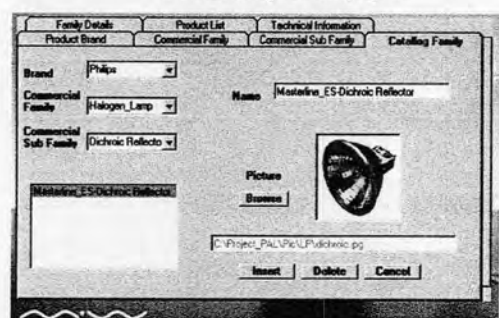 Family Details Product List Technical Information
Product Brand Commercial Family Commercial Sub Family Catallog Family
Brand Philips
Name Masterline_ES-Dichroic Reflector
Commercial Family Halogen_Lamp
Commercial Sub Family Dichroic Reflecto
Masterline_ES-Dichroic Reflector
Picture
Browse
C:\Project_PAL\Pic\LP\dichroic.jpg
Insert Delete Cancel